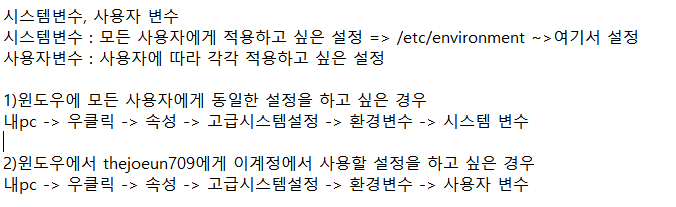 시스템변수, 사용자 변수
시스템변수 : 모든 사용자에게 적용하고 싶은 설정 => /etc/environment ~>여기서 설정
사용자변수 : 사용자에 따라 각각 적용하고 싶은 설정
1)윈도우에 모든 사용자에게 동일한 설정을 하고 싶은 경우
내pc -> 우클릭 -> 속성 -> 고급시스템설정 -> 환경변수 -> 시스템 변수
2)윈도우에서 thejoeun709에게 이계정에서 사용할 설정을 하고 싶은 경우
내pc -> 우클릭 -> 속성 -> 고급시스템설정 -> 환경변수 -> 사용자 변수